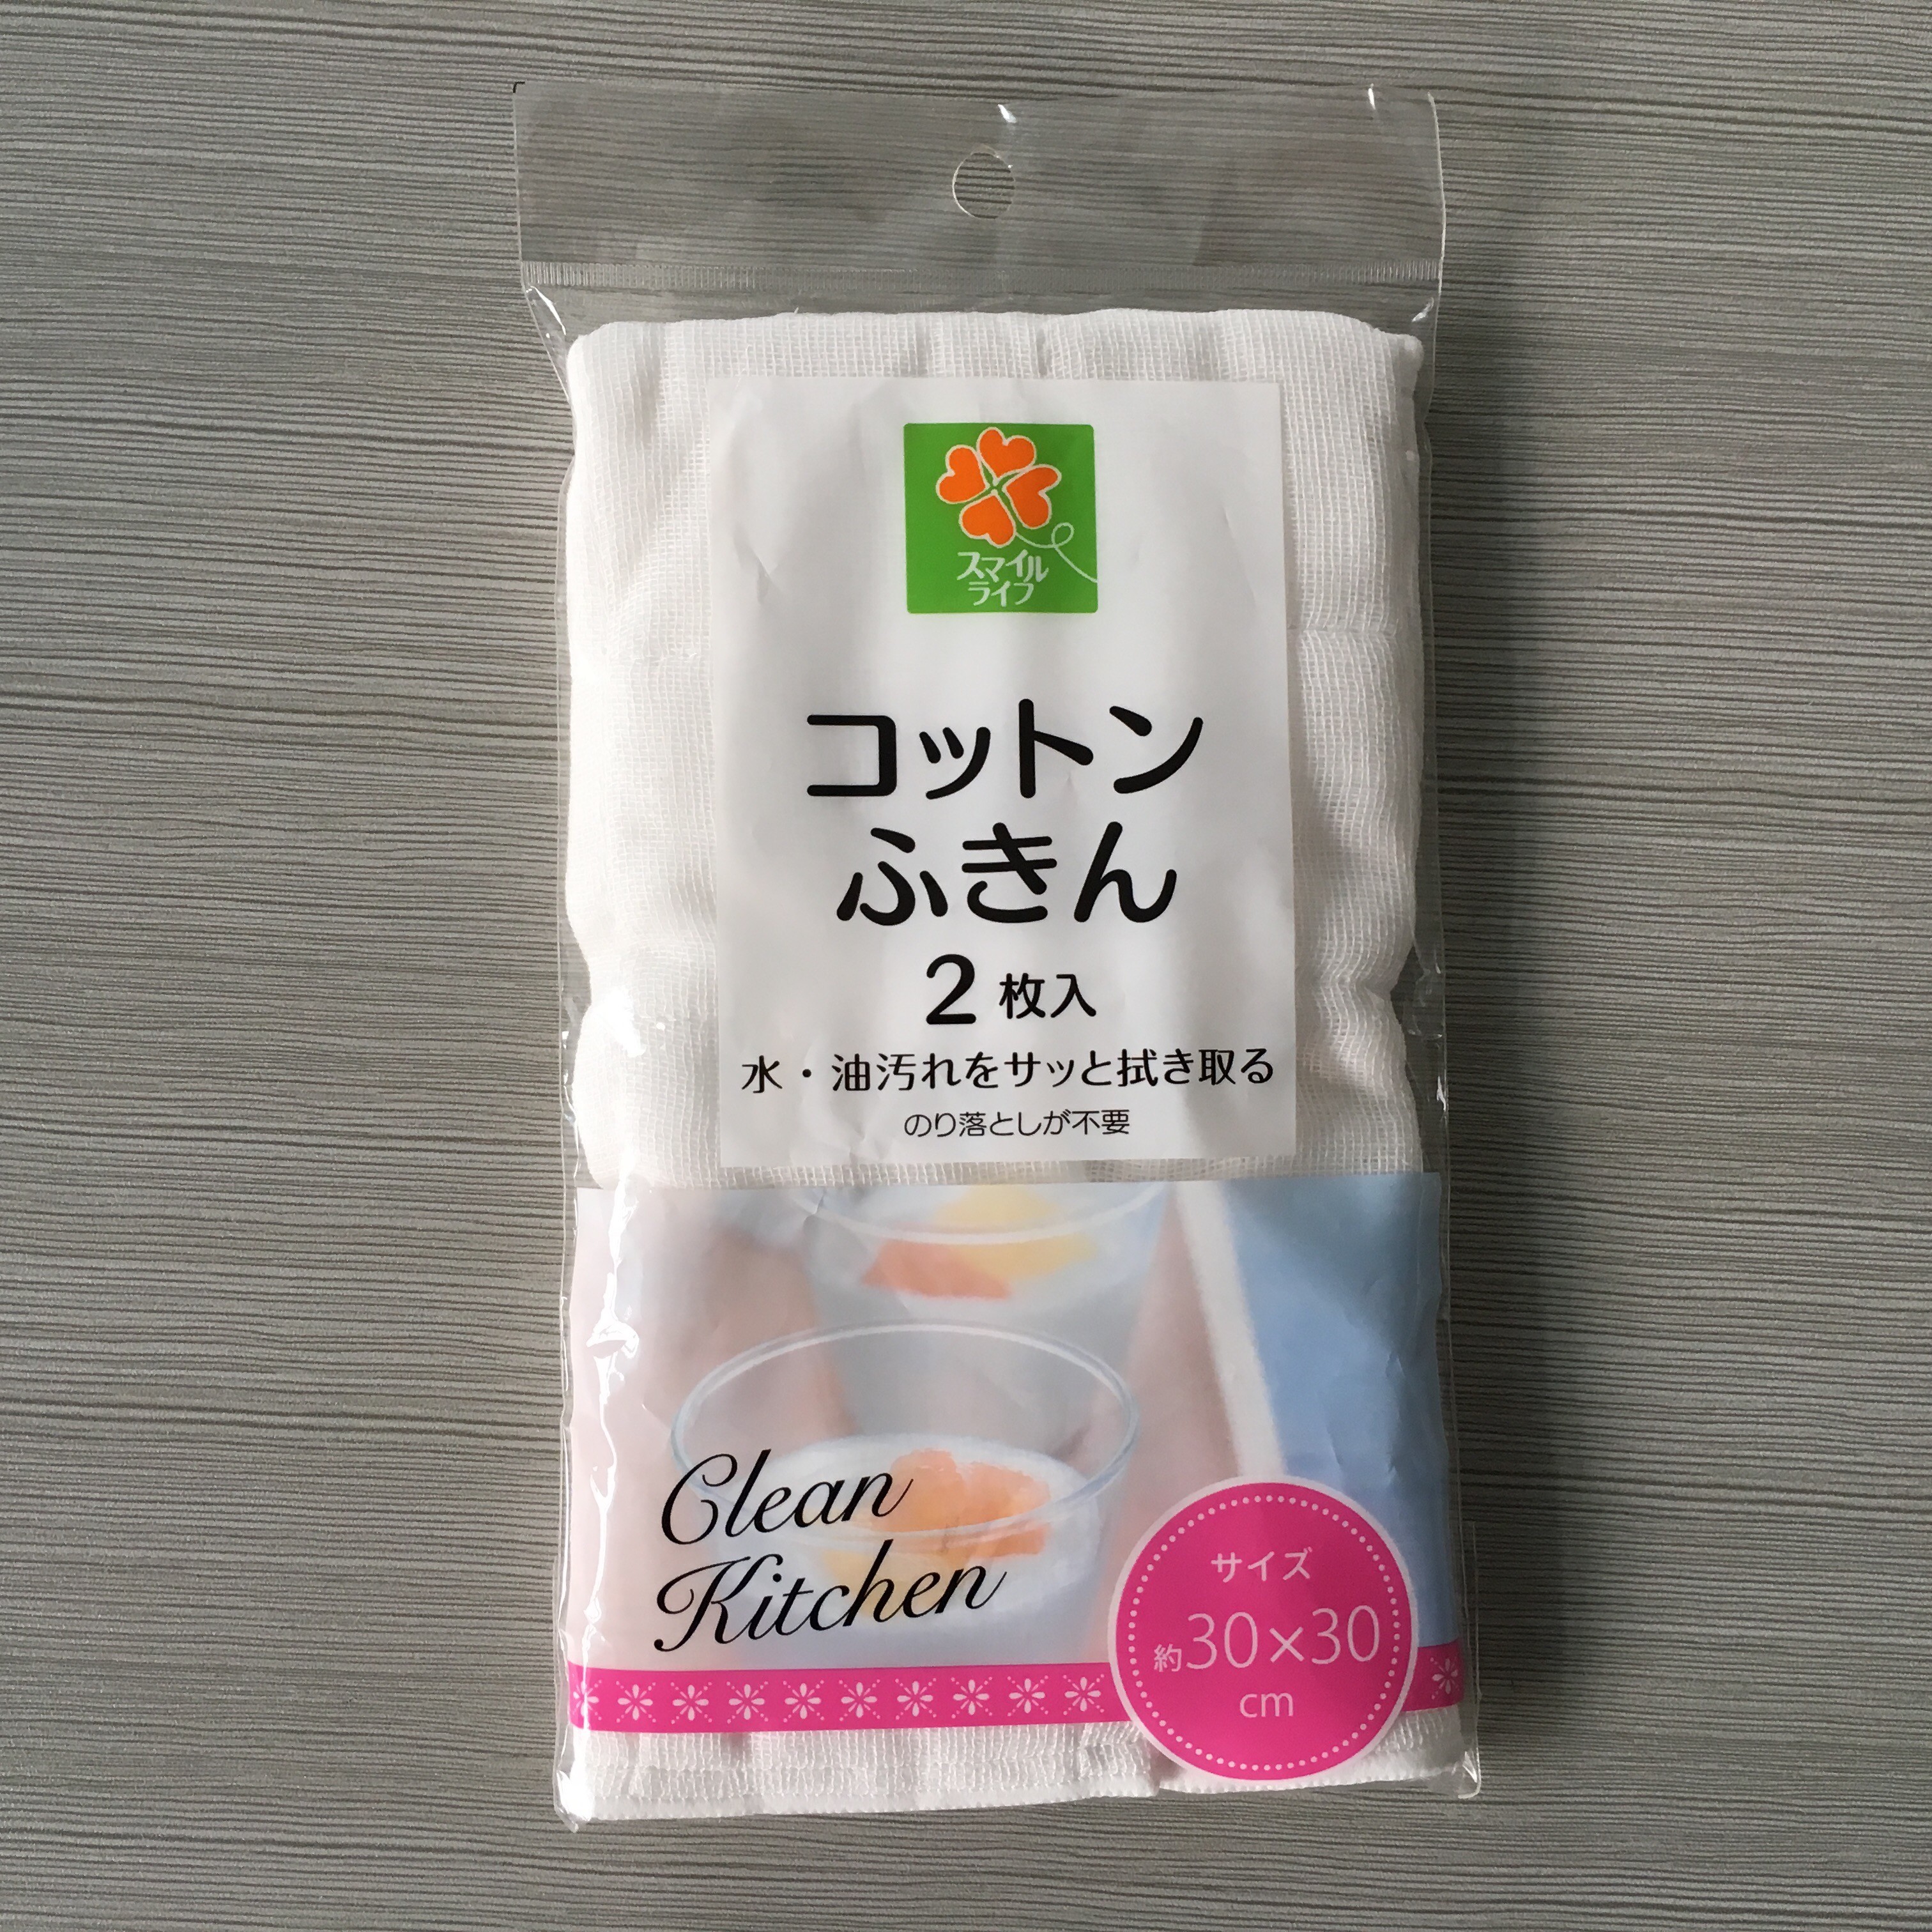 スマイル
ライフ
コットン
ふきん
2枚入
水・油汚れをサッと拭き取る
のり落としが不要
Clean
Kitchen
サイズ
約30×30
cm